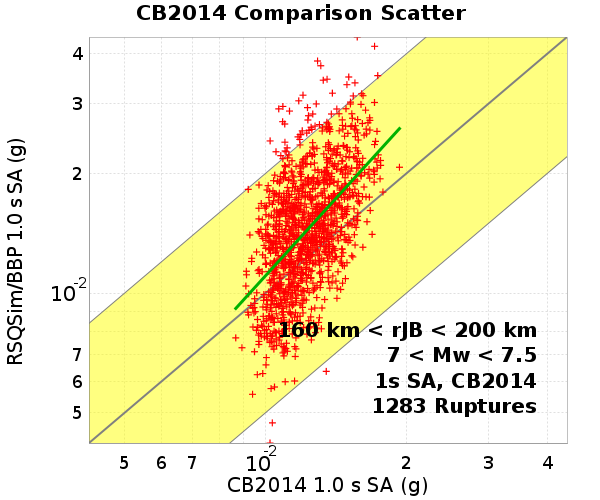 CB2014 Comparison Scatter
RSQSim/BBP 1.0 s SA (g)
4
3
2
10-2
7
6
5
160 km < rJB < 200 km
7 < Mw < 7.5
1s SA, CB2014
1283 Ruptures
5 6 7 10-2 2 3 4
CB2014 1.0 s SA (g)